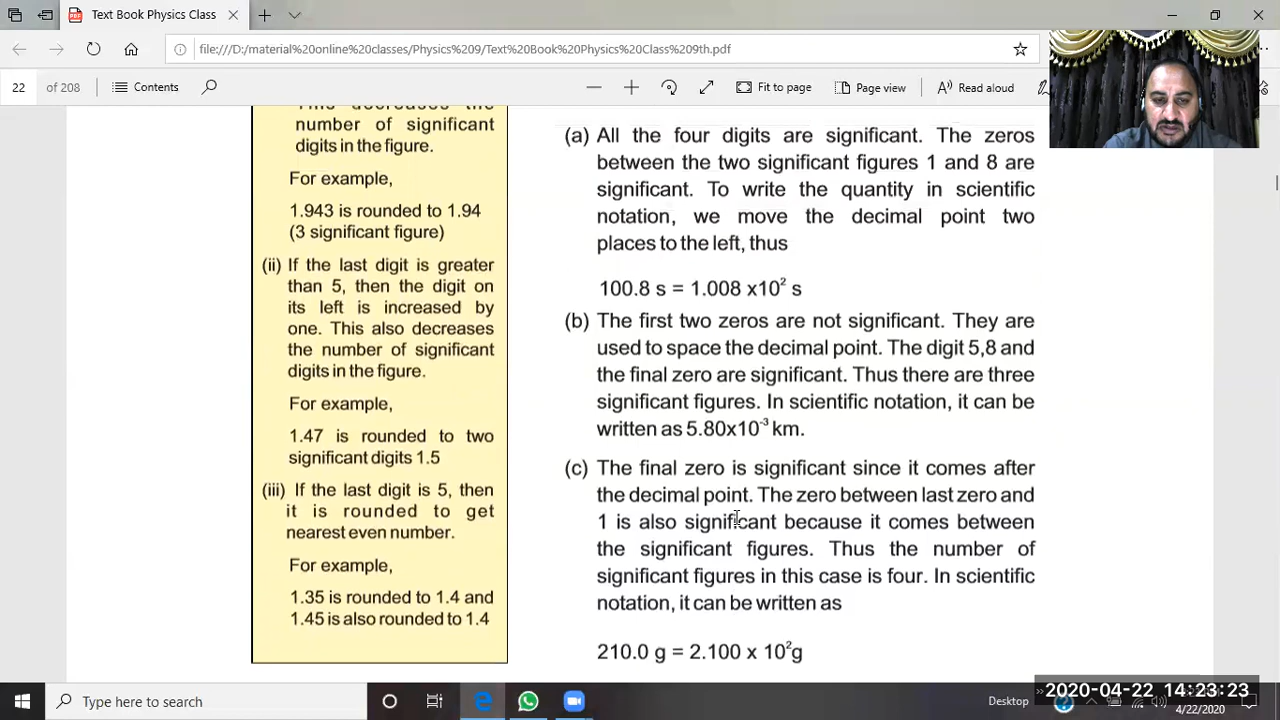 Text Book Physics Class
file:///D:/material%20online%20classes/Physics%209/Text%20Book%20Physics%20Class%209th.pdf
22 of 208
Contents
Fit to page
Page view
Read aloud
This decreases the
number of significant
digits in the figure.
For example,
1.943 is rounded to 1.94
(3 significant figure)
(ii) If the last digit is greater
than 5, then the digit on
its left is increased by
one. This also decreases
the number of significant
digits in the figure.
For example,
1.47 is rounded to two
significant digits 1.5
(iii) If the last digit is 5, then
it is rounded to get
nearest even number.
For example,
1.35 is rounded to 1.4 and
1.45 is also rounded to 1.4
(a) All the four digits are significant. The zeros
between the two significant figures 1 and 8 are
significant. To write the quantity in scientific
notation, we move the decimal point two
places to the left, thus
100.8 s = 1.008 x10² s
(b) The first two zeros are not significant. They are
used to space the decimal point. The digit 5,8 and
the final zero are significant. Thus there are three
significant figures. In scientific notation, it can be
written as 5.80x10⁻³ km.
(c) The final zero is significant since it comes after
the decimal point. The zero between last zero and
1 is also significant because it comes between
the significant figures. Thus the number of
significant figures in this case is four. In scientific
notation, it can be written as
210.0 g = 2.100 x 10²g
Type here to search
Desktop
2020-04-22 14:23:23
4/22/2020